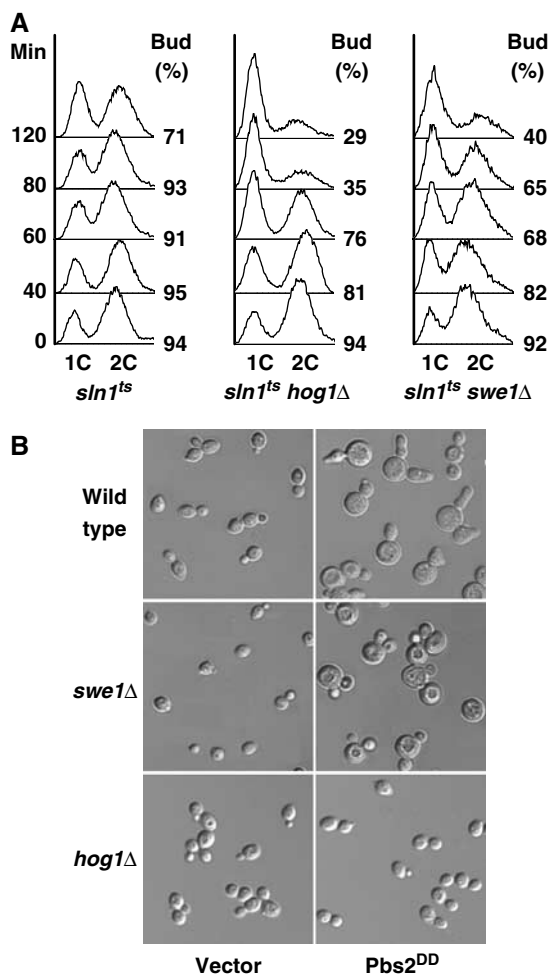 A
Min
Bud
(%)
Bud
(%)
Bud
(%)
120
71
29
40
80
93
35
65
60
91
76
68
40
95
81
82
0
94
94
92
1C 2C
1C 2C
1C 2C
sln1ts
sln1ts hog1Δ
sln1ts swe1Δ
B
Wild
type
swe1Δ
hog1Δ
Vector
Pbs2DD